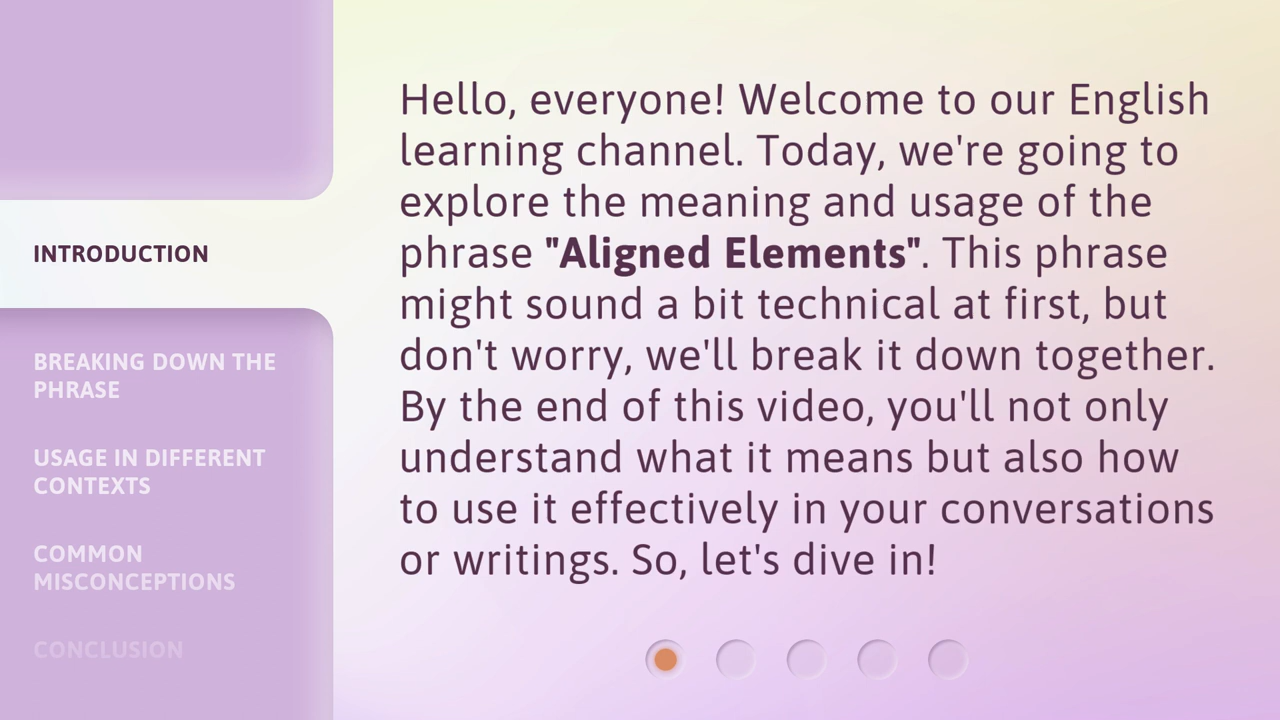 INTRODUCTION
BREAKING DOWN THE
PHRASE
USAGE IN DIFFERENT
CONTEXTS
COMMON
MISCONCEPTIONS
CONCLUSION
Hello, everyone! Welcome to our English
learning channel. Today, we're going to
explore the meaning and usage of the
phrase "Aligned Elements". This phrase
might sound a bit technical at first, but
don't worry, we'll break it down together.
By the end of this video, you'll not only
understand what it means but also how
to use it effectively in your conversations
or writings. So, let's dive in!